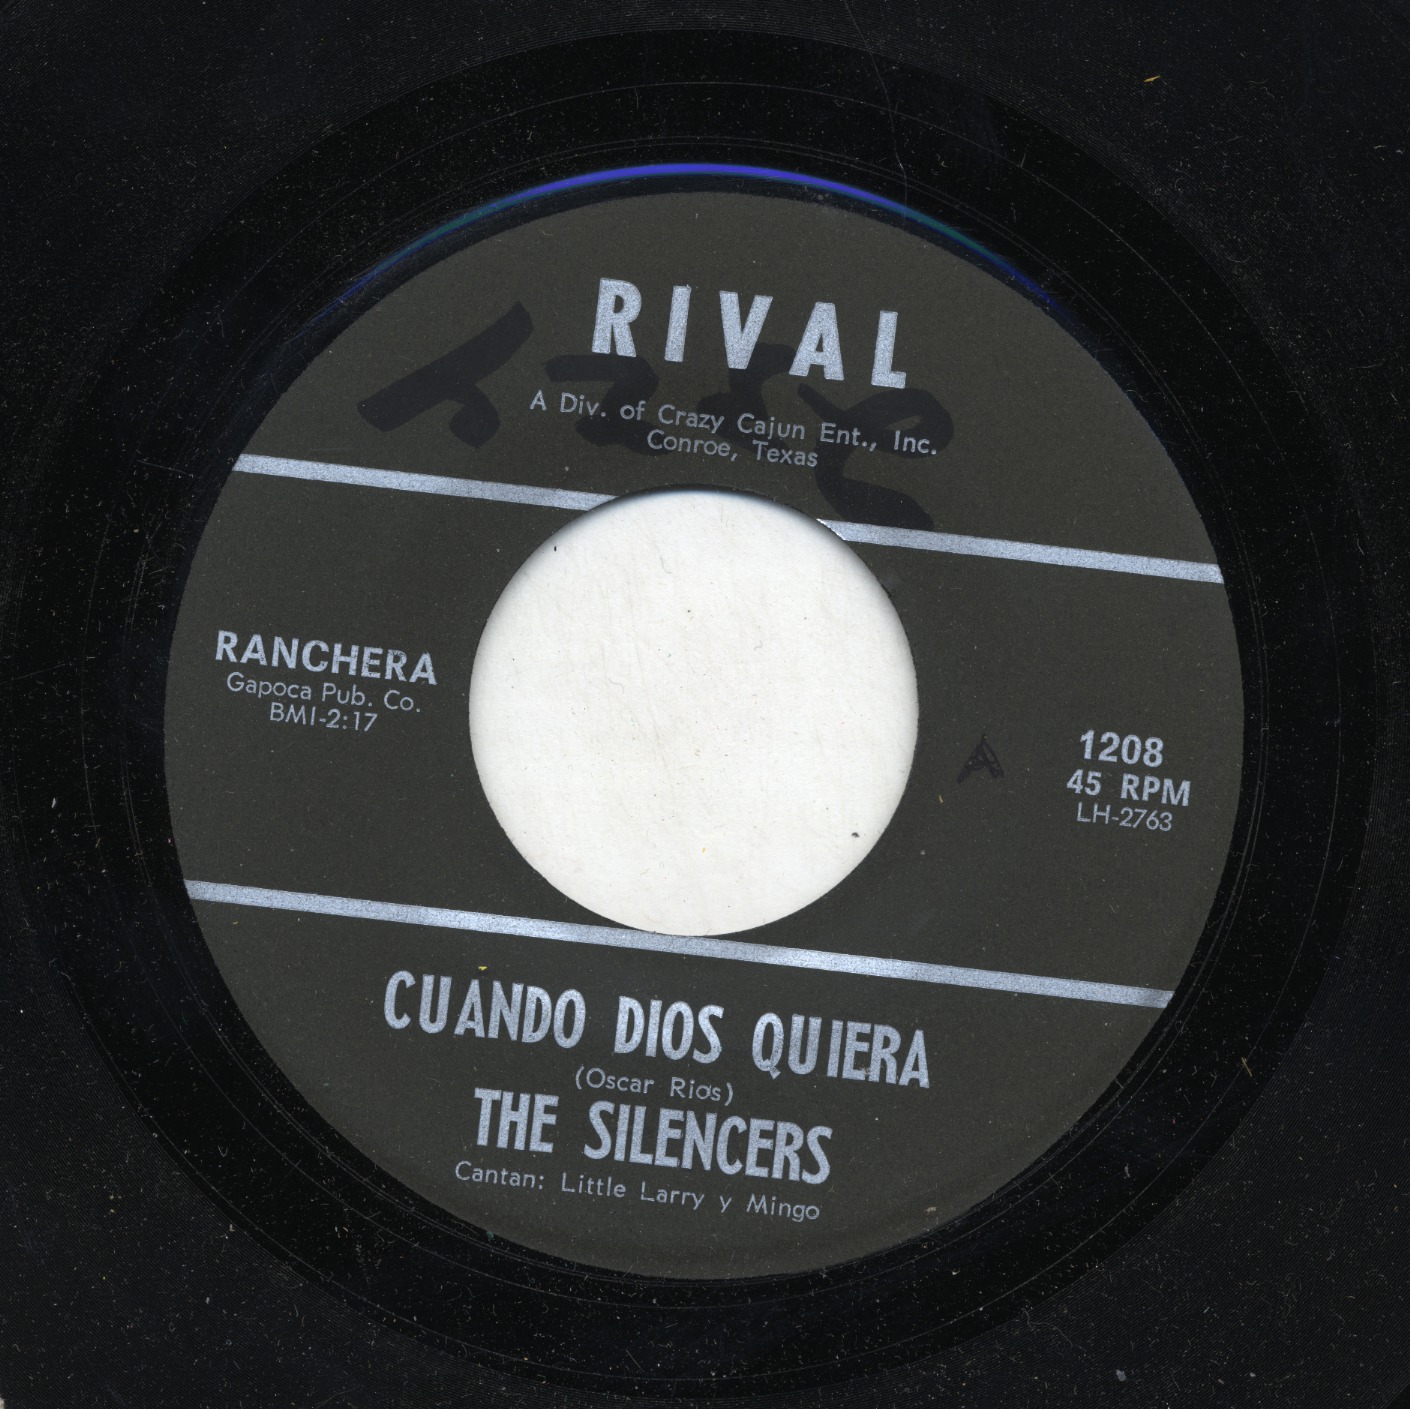 RIVAL
A Div. of Crazy Cajun Ent., Inc.
Conroe, Texas
RANCHERA
Gapoca Pub. Co.
BMI-2:17
A
1208
45 RPM
LH-2763
CUANDO DIOS QUIERA
(Oscar Rios)
THE SILENCERS
Cantan: Little Larry y Mingo